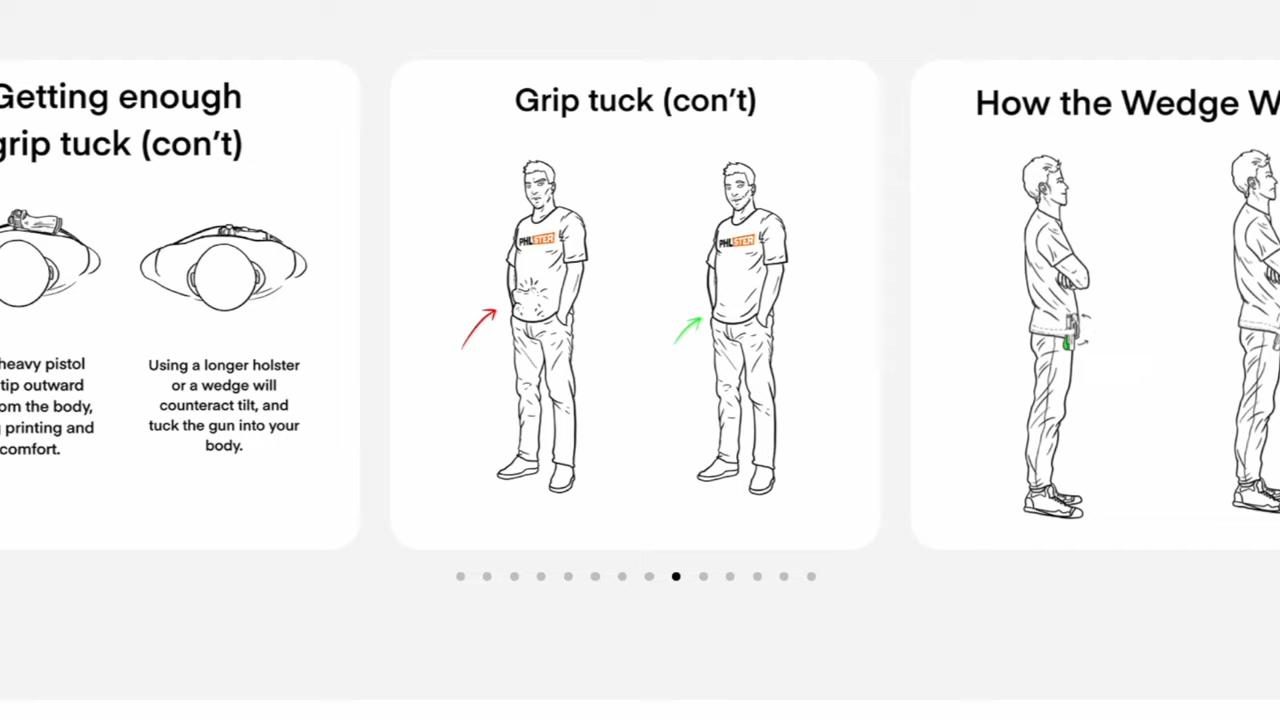 Getting enough
grip tuck (con't)
heavy pistol
tip outward
om the body,
printing and
comfort.
Using a longer holster
or a wedge will
counteract tilt, and
tuck the gun into your
body.
Grip tuck (con't)
PHLSTER
PHLSTER
How the Wedge W